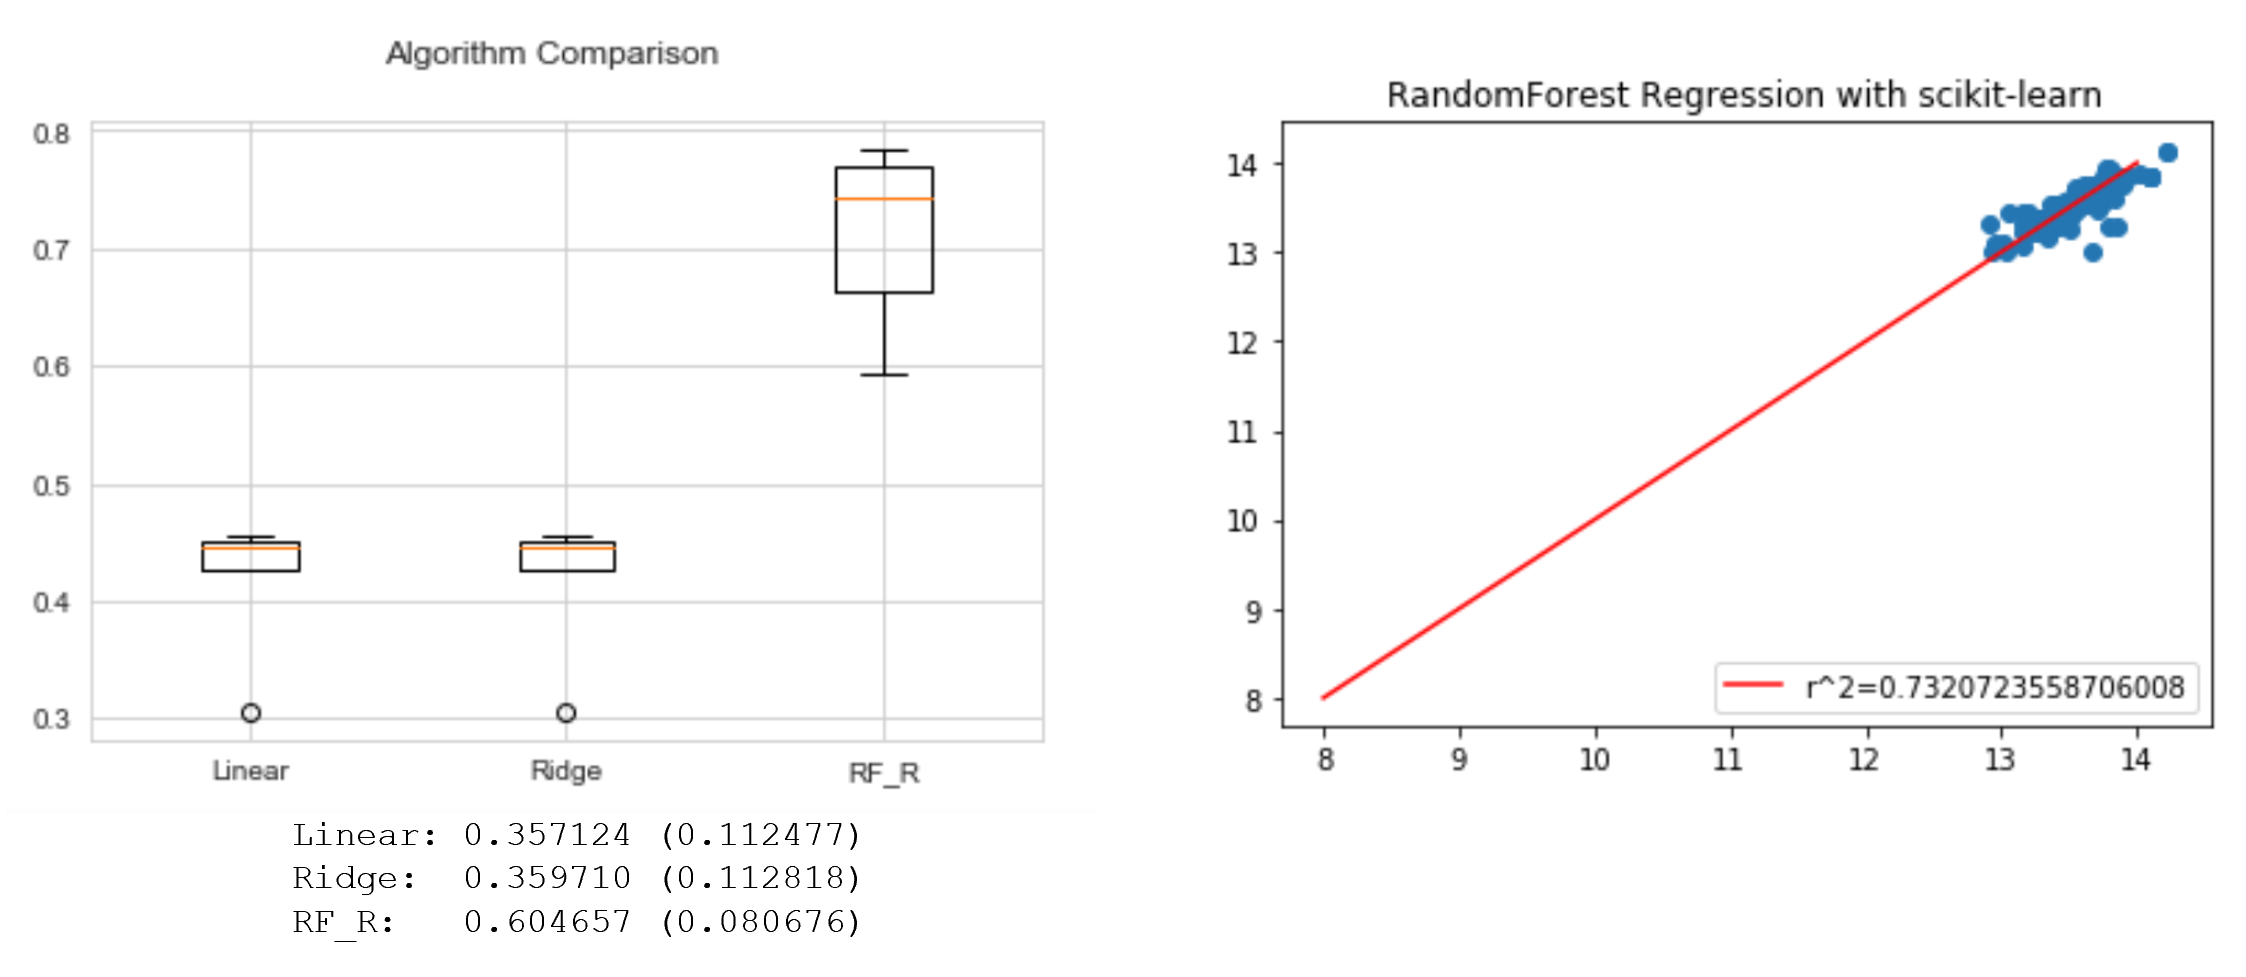 Algorithm Comparison
0.8
0.7
0.6
0.5
0.4
0.3
Linear Ridge RF_R
Linear: 0.357124 (0.112477)
Ridge: 0.359710 (0.112818)
RF_R: 0.604657 (0.080676)
RandomForest Regression with scikit-learn
14
13
12
11
10
9
8
r^2=0.7320723558706008
8 9 10 11 12 13 14